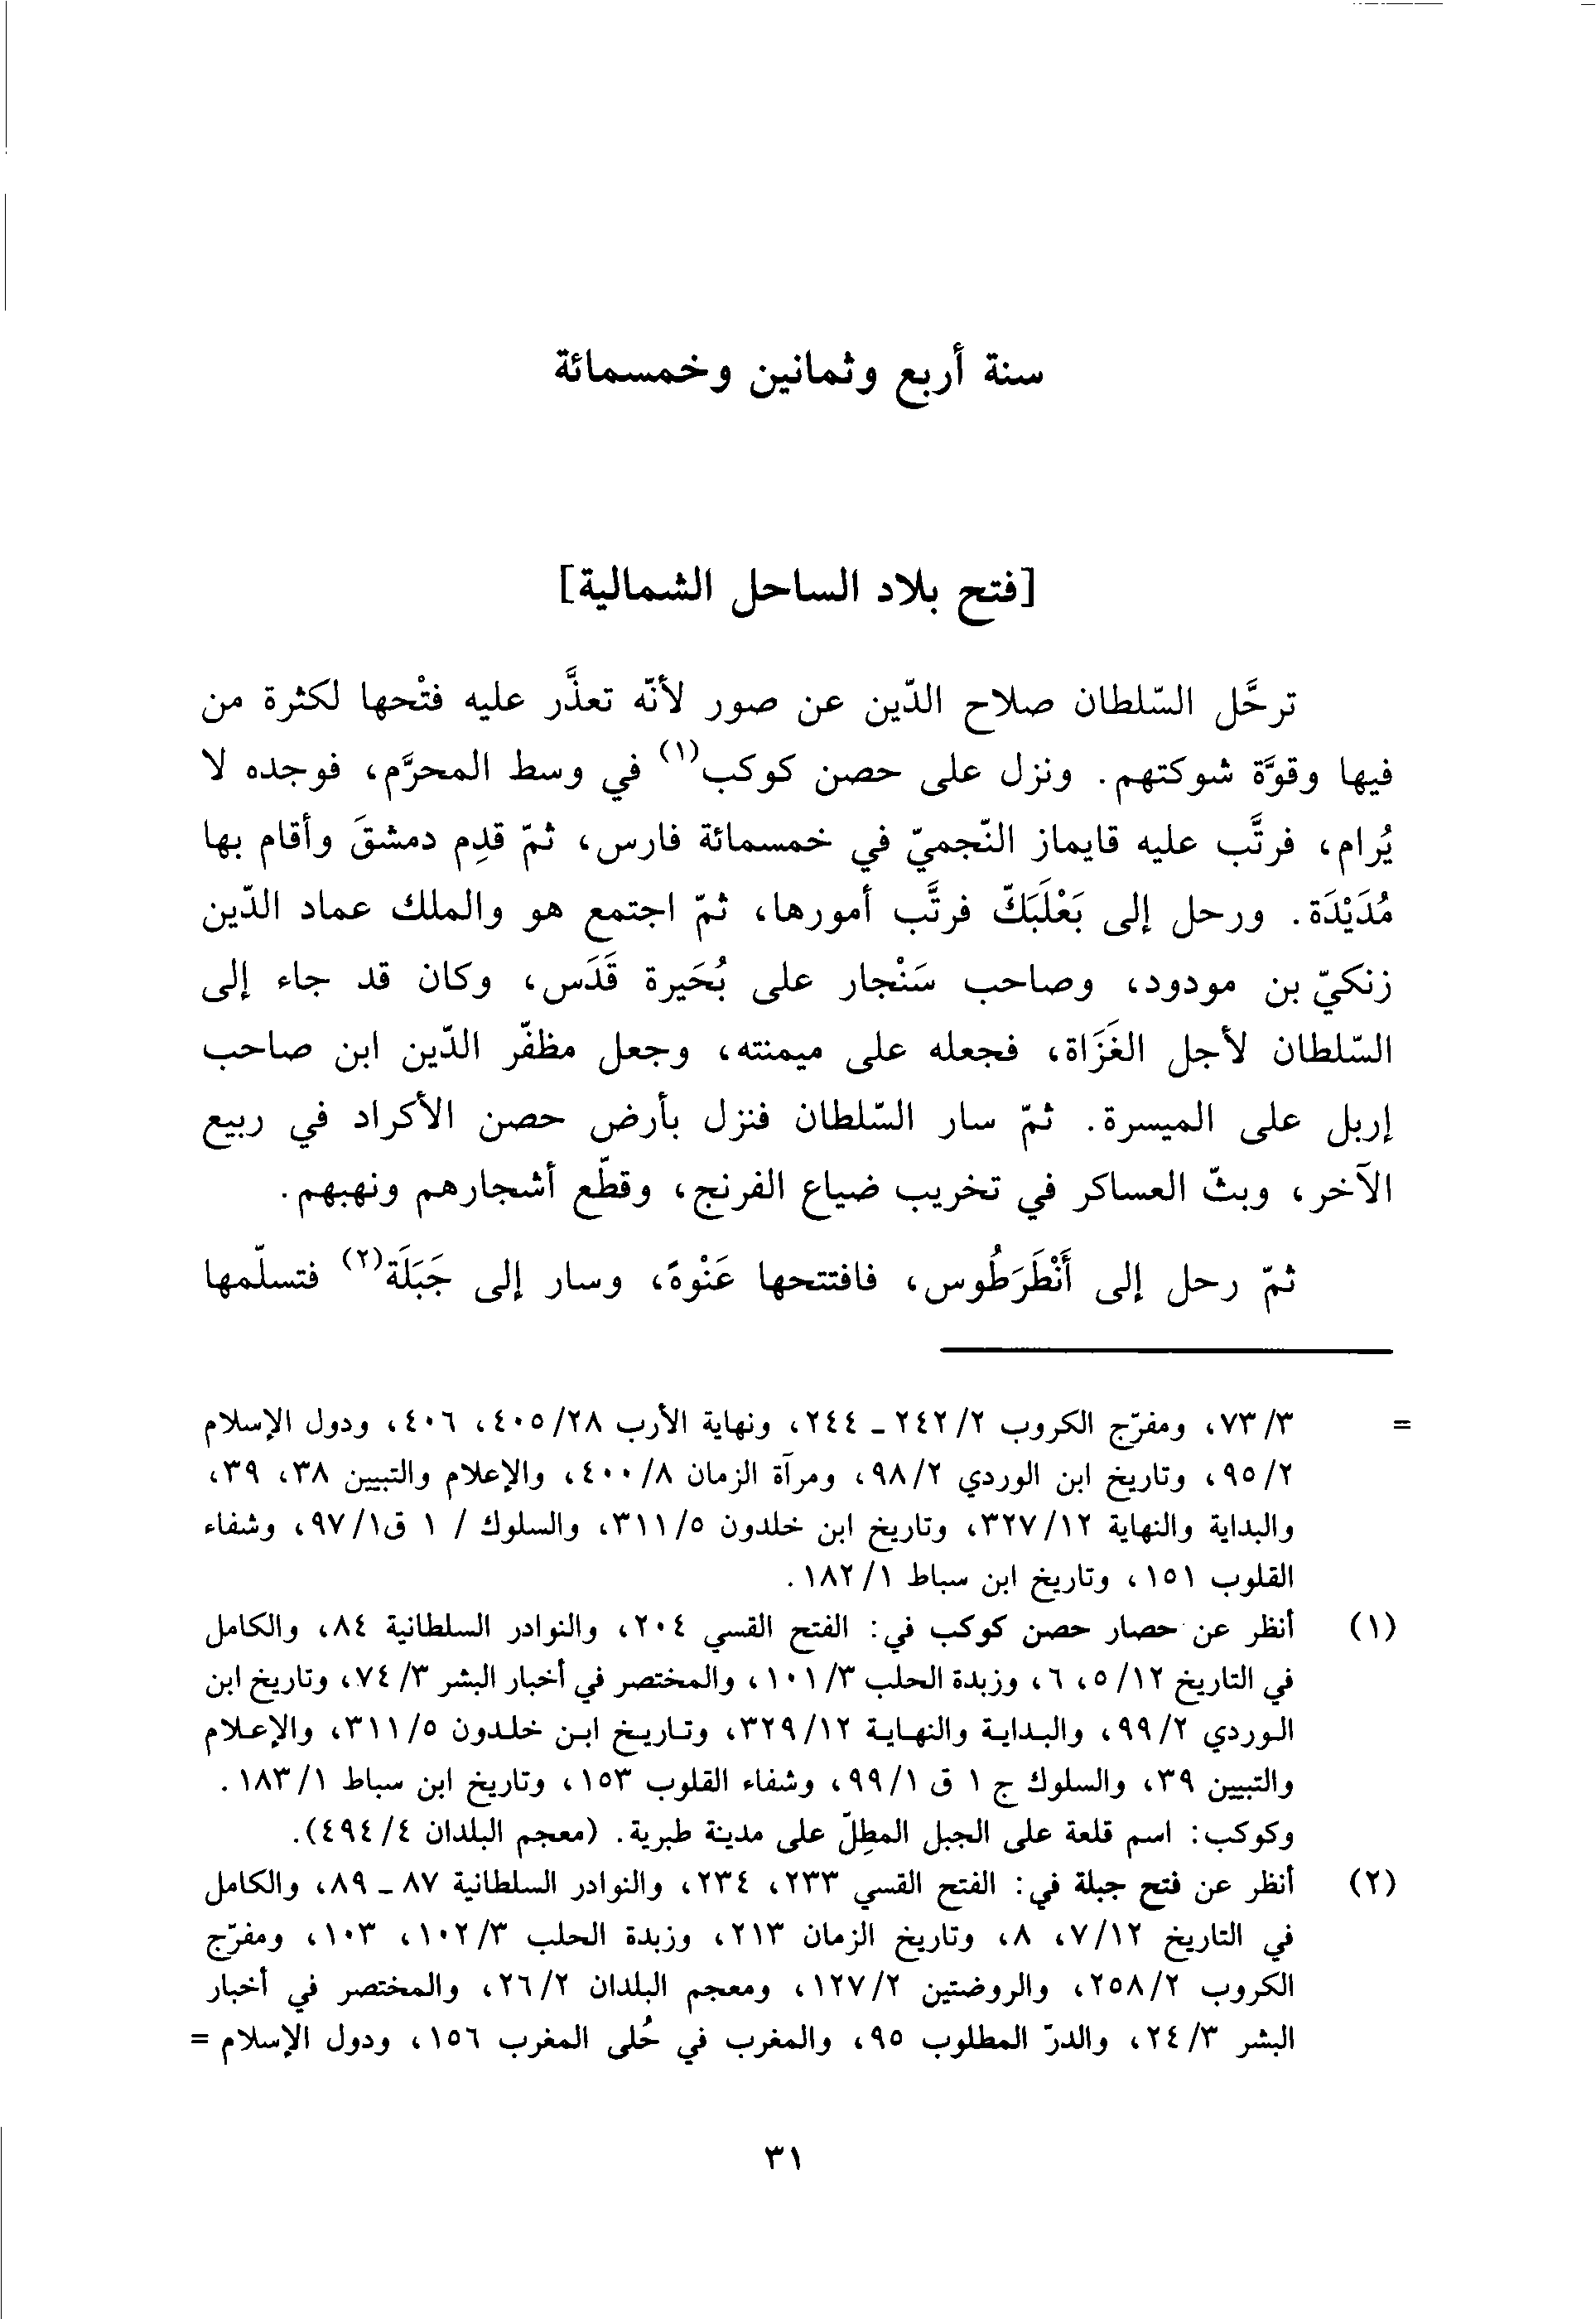 سنة أربع وثمانين وخمسمائة
[فتح بلاد الساحل الشمالية]
ترحَّل السّلطان صلاح الدّين عن صور لأنّه تعذَّر عليه فتْحها لكثرة من
فيها وقوَّة شوكتهم. ونزل على حصن كوكب(١) في وسط المحرَّم، فوجده لا
يُرام، فرتَّب عليه قايماز النّجميّ في خمسمائة فارس، ثمّ قدِم دمشقَ وأقام بها
مُدَيْدَة. ورحل إلى بَعْلَبَكّ فرتَّب أمورها، ثمّ اجتمع هو والملك عماد الدّين
زنكيّ بن مودود، وصاحب سَنْجار على بُحَيرة قَدَس، وكان قد جاء إلى
السّلطان لأجل الغَزَاة، فجعله على ميمنته، وجعل مظفّر الدّين ابن صاحب
إربل على الميسرة. ثمّ سار السّلطان فنزل بأرض حصن الأكراد في ربيع
الآخر، وبثّ العساكر في تخريب ضياع الفرنج، وقطّع أشجارهم ونهبهم.
ثمّ رحل إلى أَنْطَرَطُوس، فافتتحها عَنْوةً، وسار إلى جَبَلَة(٢) فتسلّمها
= ٧٣/٣، ومفرّج الكروب ٢٤٢/٢ ـ ٢٤٤، ونهاية الأرب ٤٠٥/٢٨، ٤٠٦، ودول الإسلام
٩٥/٢، وتاريخ ابن الوردي ٩٨/٢، ومرآة الزمان ٤٠٠/٨، والإعلام والتبيين ٣٨، ٣٩،
والبداية والنهاية ٣٢٧/١٢، وتاريخ ابن خلدون ٣١١/٥، والسلوك / ١ ق٩٧/١، وشفاء
القلوب ١٥١، وتاريخ ابن سباط ١٨٢/١.
(١) أنظر عن حصار حصن كوكب في: الفتح القسي ٢٠٤، والنوادر السلطانية ٨٤، والكامل
في التاريخ ٥/١٢، ٦، وزبدة الحلب ١٠١/٣، والمختصر في أخبار البشر ٧٤/٣، وتاريخ ابن
الوردي ٩٩/٢، والبداية والنهاية ٣٢٩/١٢، وتاريخ ابن خلدون ٣١١/٥، والإعلام
والتبيين ٣٩، والسلوك ج ١ ق ٩٩/١، وشفاء القلوب ١٥٣، وتاريخ ابن سباط ١٨٣/١.
وكوكب: اسم قلعة على الجبل المطِلّ على مدينة طبرية. (معجم البلدان ٤٩٤/٤).
(٢) أنظر عن فتح جبلة في: الفتح القسي ٢٣٣، ٢٣٤، والنوادر السلطانية ٨٧ ـ ٨٩، والكامل
في التاريخ ٧/١٢، ٨، وتاريخ الزمان ٢١٣، وزبدة الحلب ١٠٢/٣، ١٠٣، ومفرّج
الكروب ٢٥٨/٢، والروضتين ١٢٧/٢، ومعجم البلدان ٢٦/٢، والمختصر في أخبار
البشر ٢٤/٣، والدرّ المطلوب ٩٥، والمغرب في حُلى المغرب ١٥٦، ودول الإسلام =
٣١